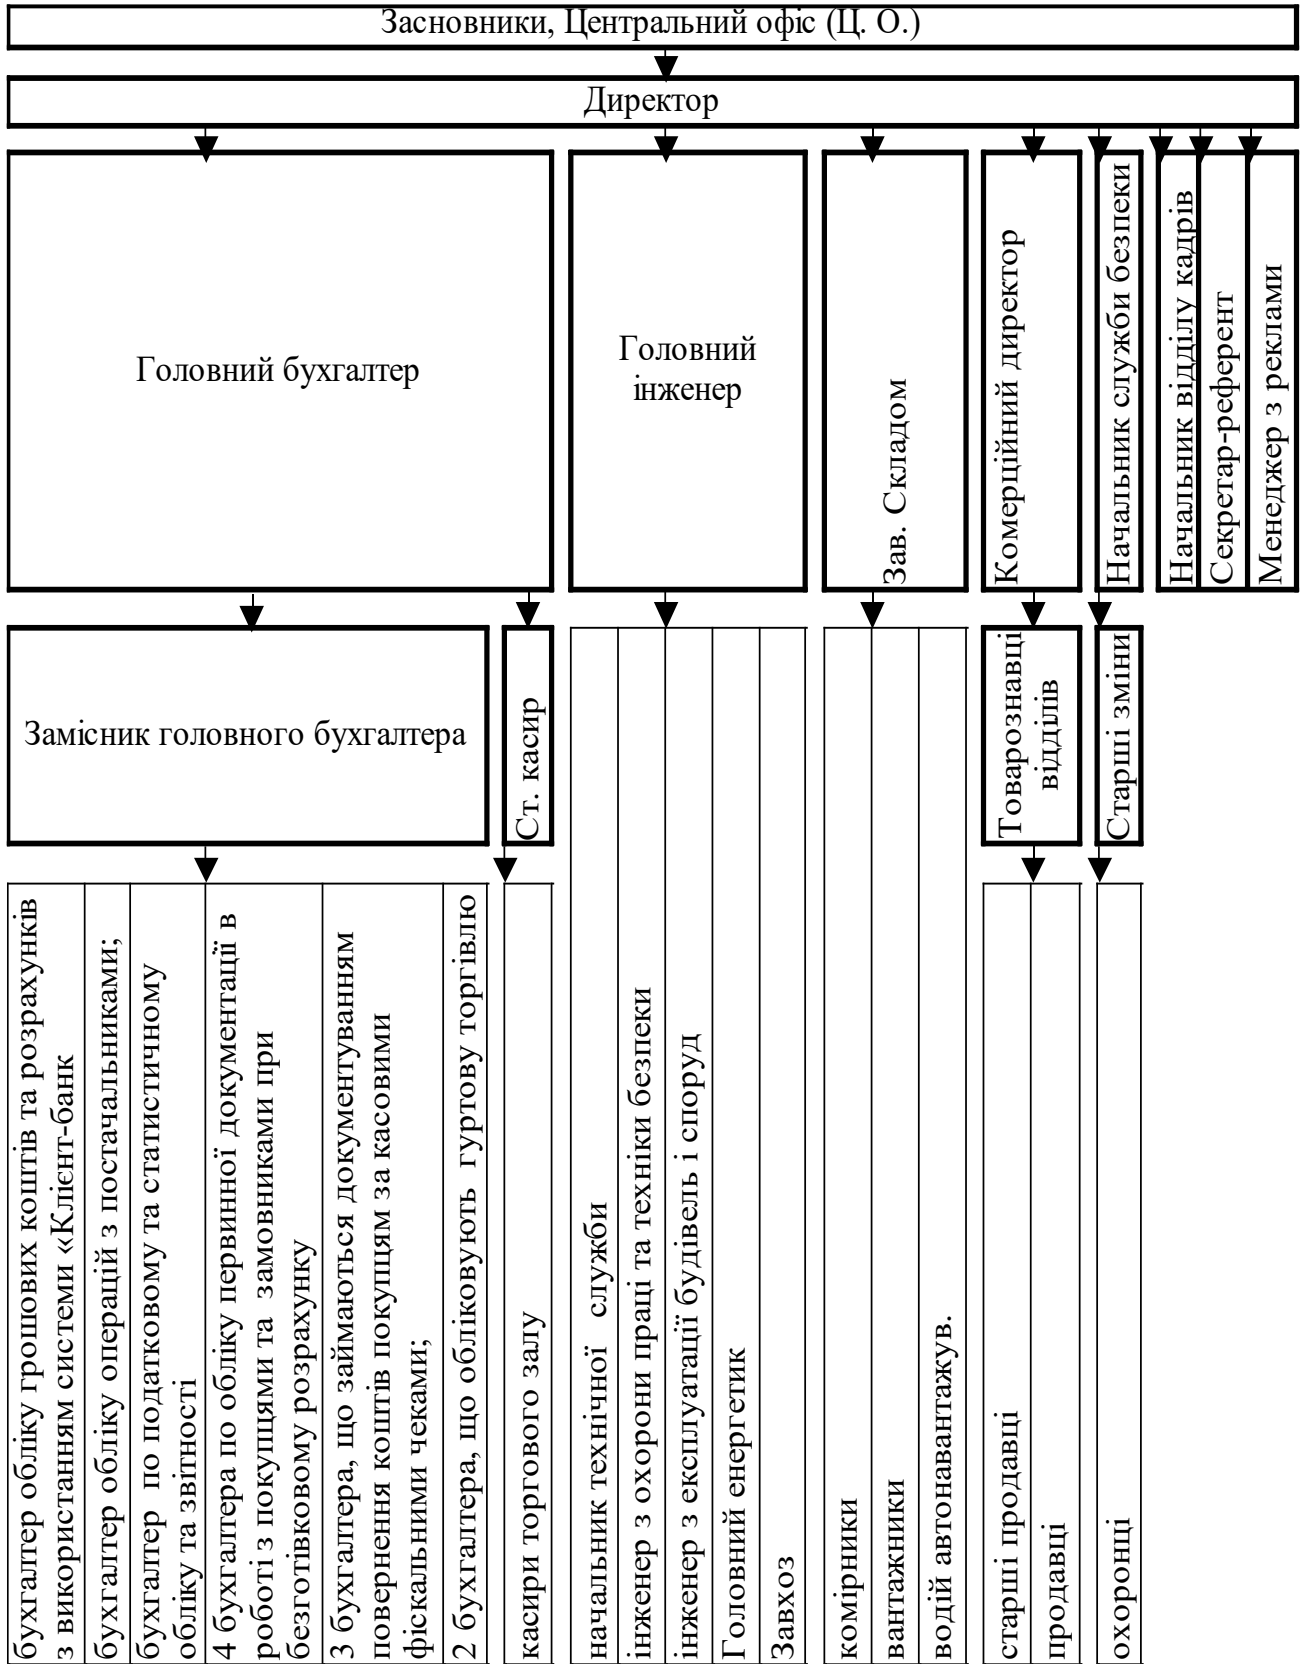 Засновники, Центральний офіс (Ц. О.)
Директор
Головний бухгалтер
Головний
інженер
Зав. Складом
Комерційний директор
Начальник служби безпеки
Начальник відділу кадрів
Секретар-референт
Менеджер з реклами
Замісник головного бухгалтера
Ст. касир
Товарознавці
відділів
Старші зміни
бухгалтер обліку грошових коштів та розрахунків
з використанням системи «Клієнт-банк
бухгалтер обліку операцій з постачальниками;
бухгалтер по податковому та статистичному
обліку та звітності
4 бухгалтера по обліку первинної документації в
роботі з покупцями та замовниками при
безготівковому розрахунку
3 бухгалтера, що займаються документуванням
повернення коштів покупцям за касовими
фіскальними чеками;
2 бухгалтера, що обліковують гуртову торгівлю
касири торгового залу
начальник технічної служби
інженер з охорони праці та техніки безпеки
інженер з експлуатації будівель і споруд
Головний енергетик
Завхоз
комірники
вантажники
водій автонавантажув.
старші продавці
продавці
охоронці